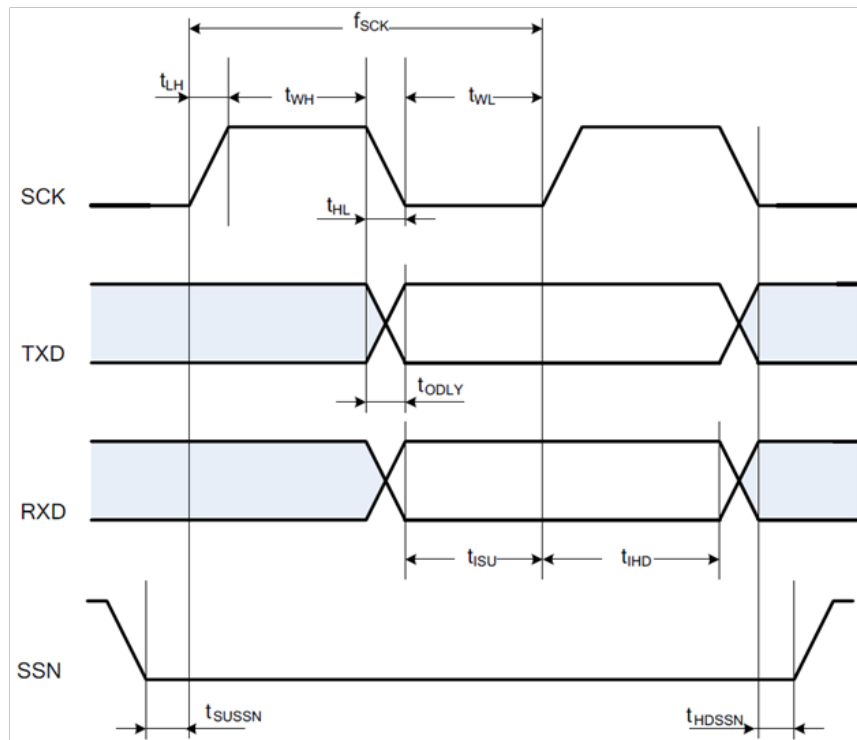 fSCK
tLH
tWH
tWL
SCK
tHL
TXD
tODLY
RXD
tISU
tIHD
SSN
tSUSSN
tHDSSN